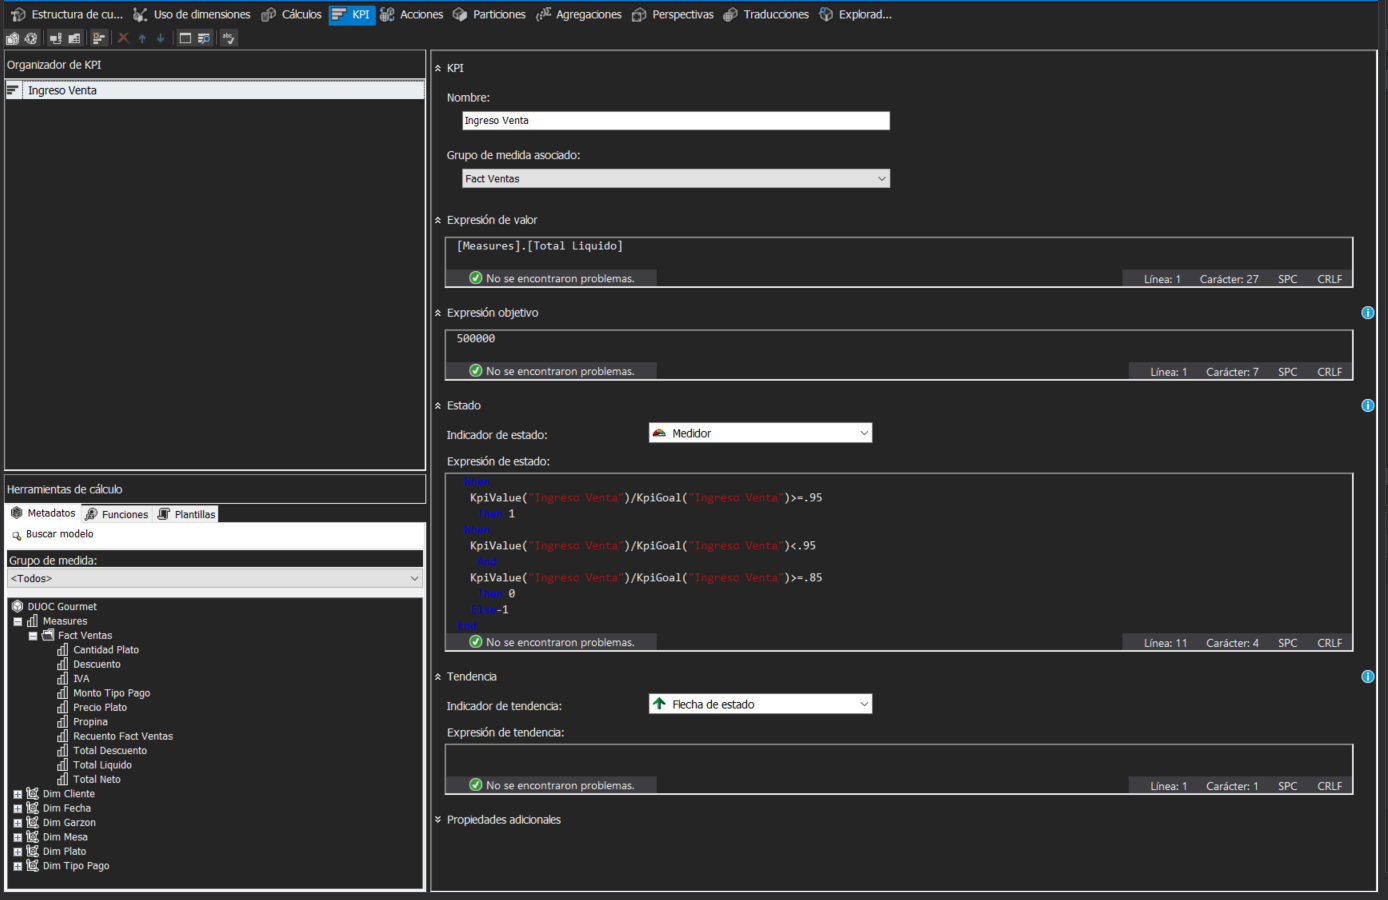 Estructura de cu... Uso de dimensiones Cálculos KPI Acciones Particiones Agregaciones Perspectivas Traducciones Explorad...
Organizador de KPI
Ingreso Venta
KPI
Nombre:
Ingreso Venta
Grupo de medida asociado:
Fact Ventas
Expresión de valor
[Measures].[Total Liquido]
No se encontraron problemas. Línea: 1 Carácter: 27 SPC CRLF
Expresión objetivo
500000
No se encontraron problemas. Línea: 1 Carácter: 7 SPC CRLF
Estado
Indicador de estado: Medidor
Expresión de estado:
When
KpiValue("Ingreso Venta")/KpiGoal("Ingreso Venta")>=.95
Then 1
When
KpiValue("Ingreso Venta")/KpiGoal("Ingreso Venta")<.95
And
KpiValue("Ingreso Venta")/KpiGoal("Ingreso Venta")>=.85
Then 0
Else-1
End
No se encontraron problemas. Línea: 11 Carácter: 4 SPC CRLF
Tendencia
Indicador de tendencia: Flecha de estado
Expresión de tendencia:
No se encontraron problemas. Línea: 1 Carácter: 1 SPC CRLF
Propiedades adicionales
Herramientas de cálculo
Metadatos Funciones Plantillas
Buscar modelo
Grupo de medida:
<Todos>
DUOC Gourmet
Measures
Fact Ventas
Cantidad Plato
Descuento
IVA
Monto Tipo Pago
Precio Plato
Propina
Recuento Fact Ventas
Total Descuento
Total Liquido
Total Neto
Dim Cliente
Dim Fecha
Dim Garzon
Dim Mesa
Dim Plato
Dim Tipo Pago